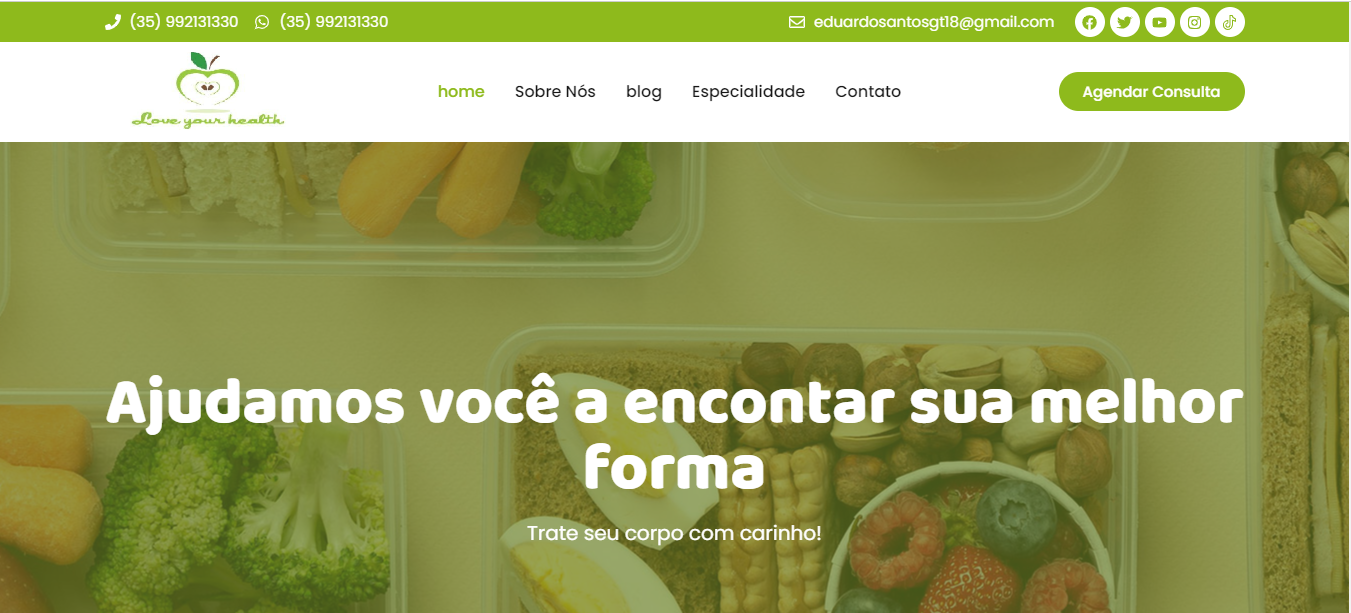 (35) 992131330 (35) 992131330 eduardosantosgt18@gmail.com
Love your health
home Sobre Nós blog Especialidade Contato Agendar Consulta
Ajudamos você a encontar sua melhor
forma
Trate seu corpo com carinho!